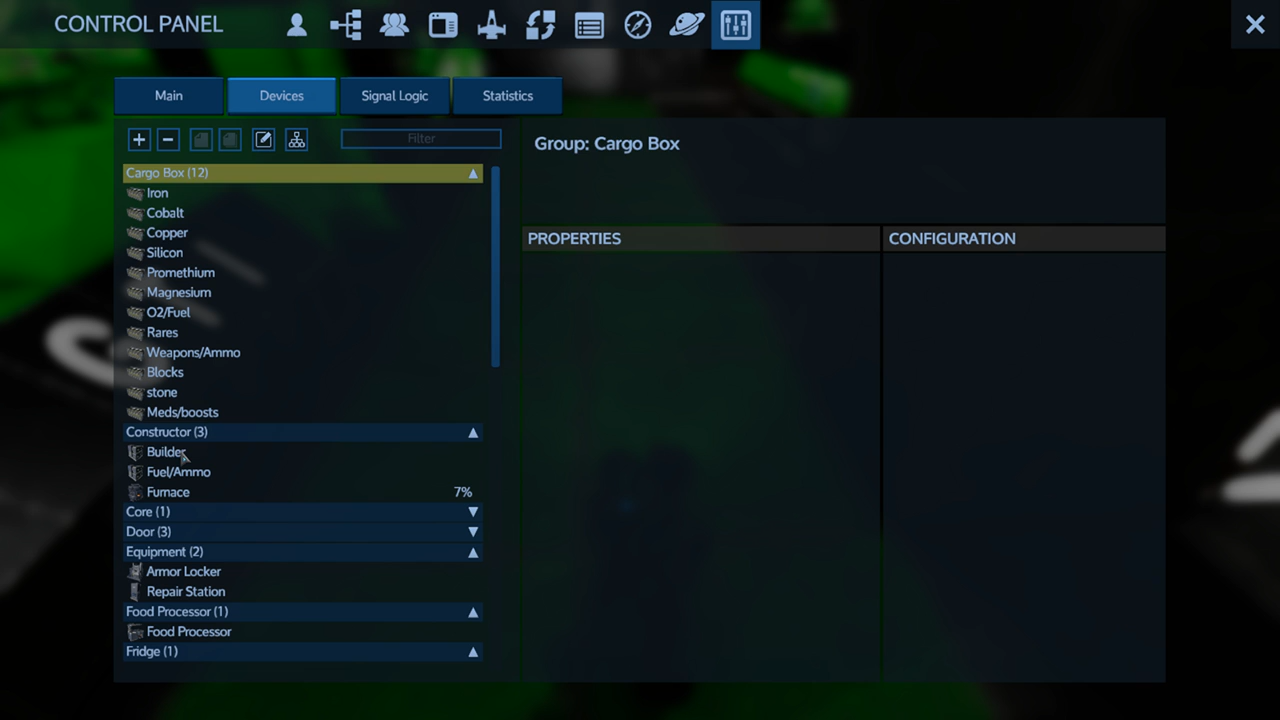 CONTROL PANEL
Main
Devices
Signal Logic
Statistics
Filter
Group: Cargo Box
Cargo Box (12)
Iron
Cobalt
Copper
Silicon
Promethium
Magnesium
O2/Fuel
Rares
Weapons/Ammo
Blocks
stone
Meds/boosts
Constructor (3)
Builder
Fuel/Ammo
Furnace 7%
Core (1)
Door (3)
Equipment (2)
Armor Locker
Repair Station
Food Processor (1)
Food Processor
Fridge (1)
PROPERTIES
CONFIGURATION